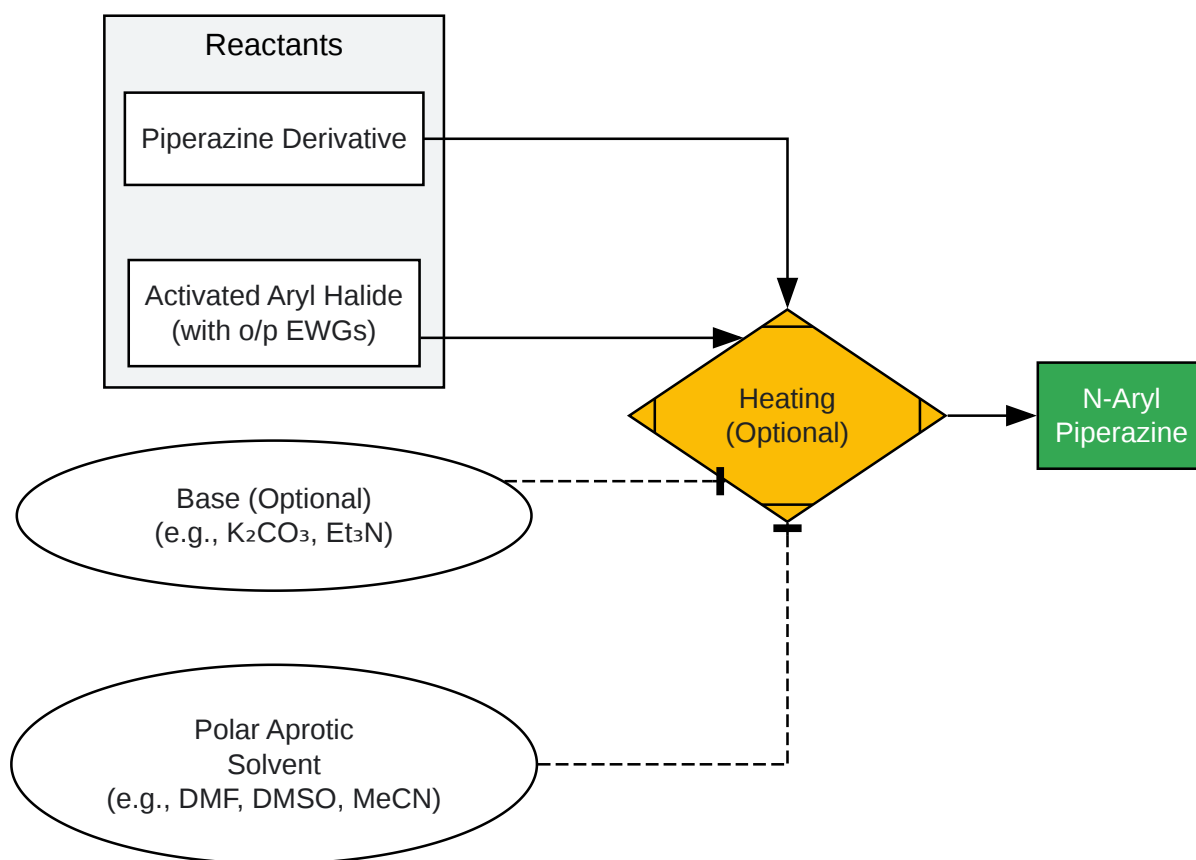 Reactants
Piperazine Derivative
Activated Aryl Halide
(with o/p EWGs)
Heating
(Optional)
N-Aryl
Piperazine
Base (Optional)
(e.g., K₂CO₃, Et₃N)
Polar Aprotic
Solvent
(e.g., DMF, DMSO, MeCN)